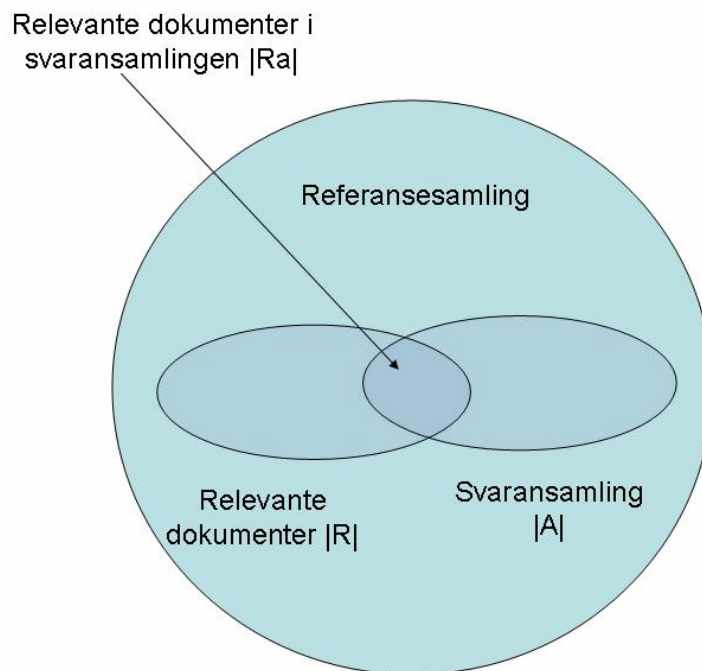 Relevante dokumenter i
svaransamlingen |Ra|
Referansesamling
Relevante
dokumenter |R|
Svaransamling
|A|